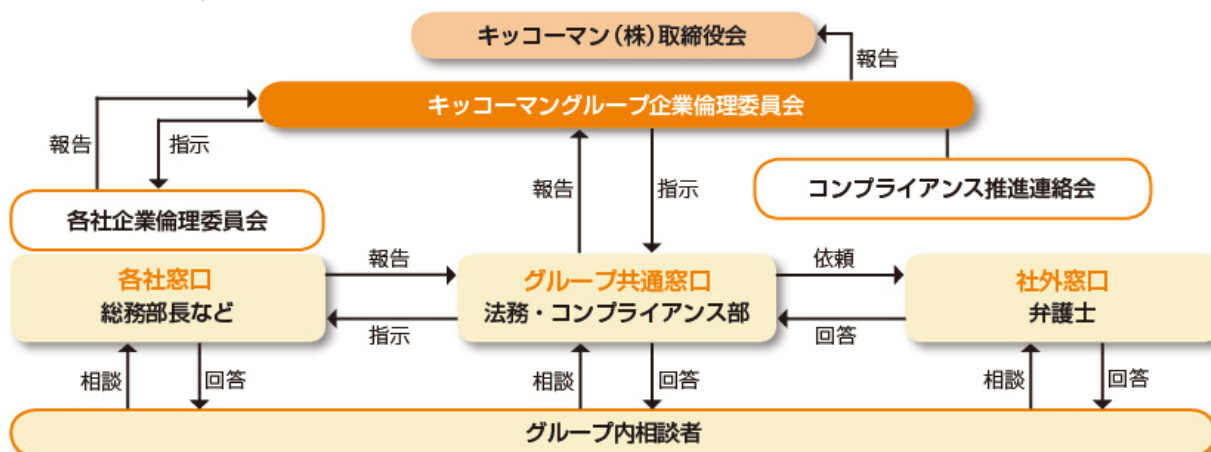 キッコーマン(株)取締役会
報告
キッコーマングループ企業倫理委員会
報告
指示
報告
指示
コンプライアンス推進連絡会
各社企業倫理委員会
各社窓口
総務部長など
報告
指示
グループ共通窓口
法務・コンプライアンス部
依頼
回答
社外窓口
弁護士
相談
回答
相談
回答
相談
回答
グループ内相談者